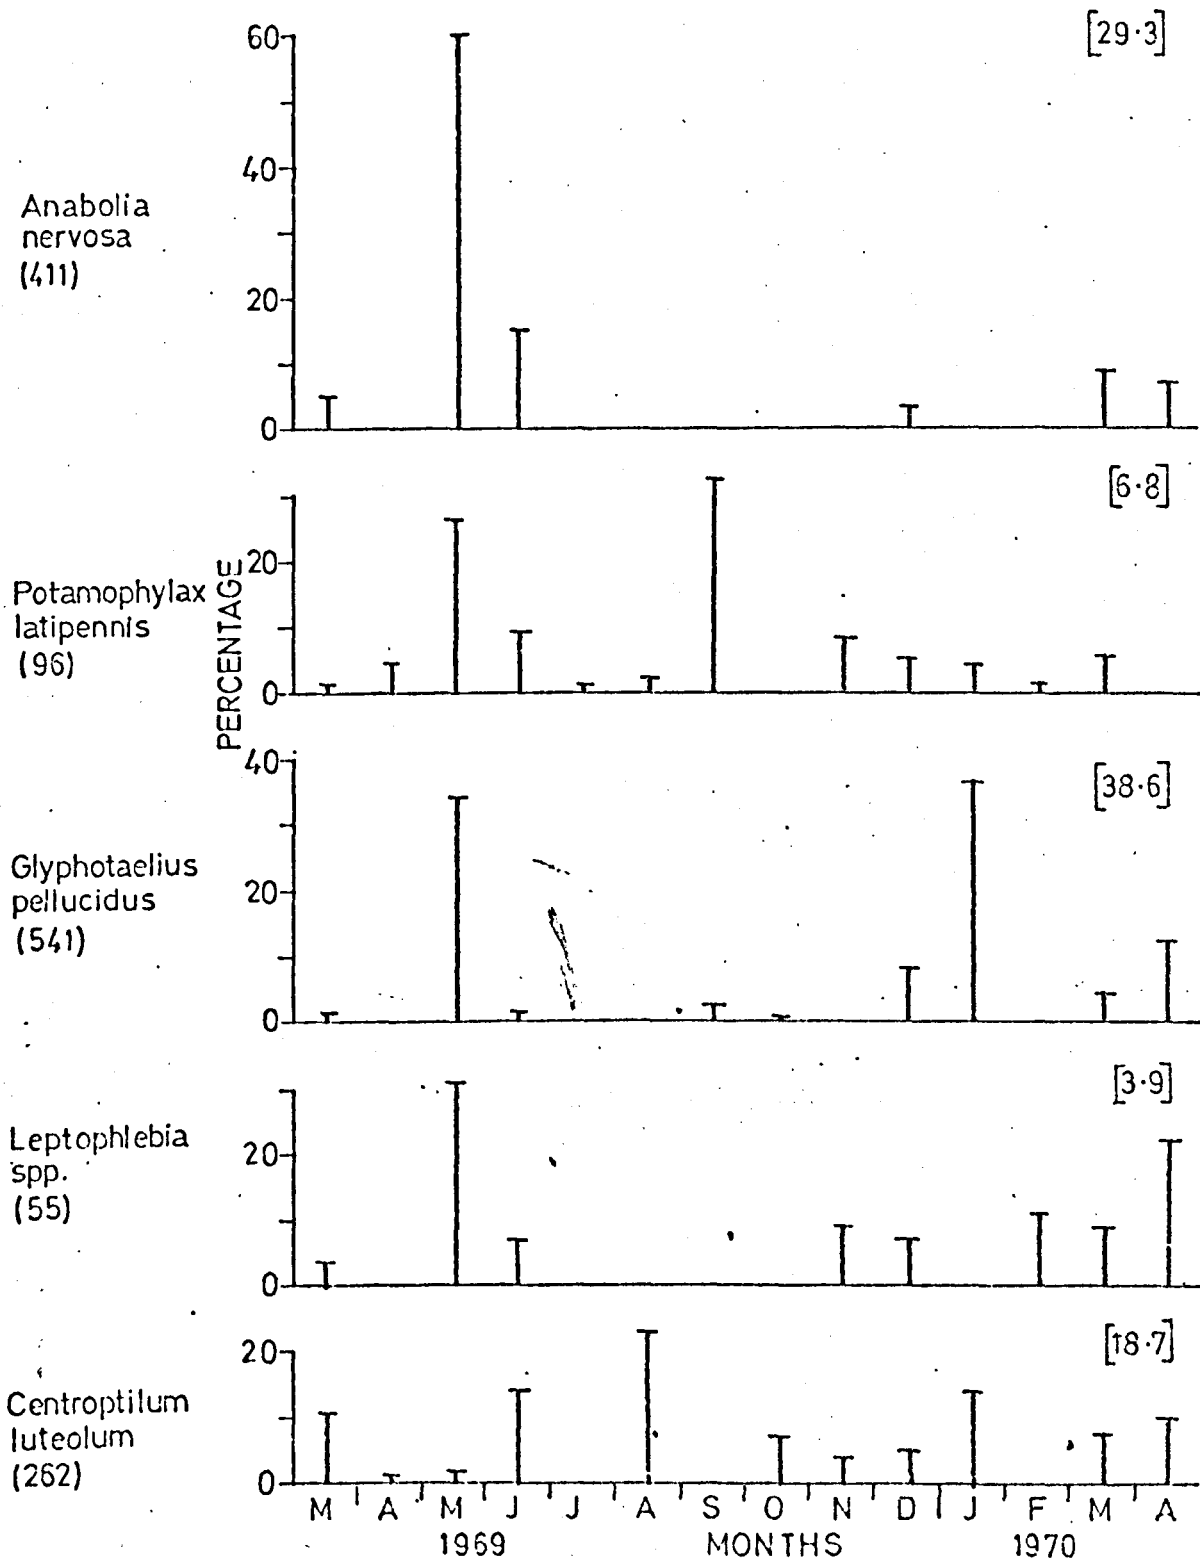 60
[29·3]
40
Anabolia
nervosa
(411)
20
0
[6·8]
20
Potamophylax
latipennis
(96)
PERCENTAGE
0
40
[38·6]
Glyphotaelius
pellucidus
(541)
20
0
[3·9]
Leptophlebia
spp.
(55)
20
0
[18·7]
20
Centroptilum
luteolum
(262)
0
M A M J J A S O N D J F M A
1969 MONTHS 1970